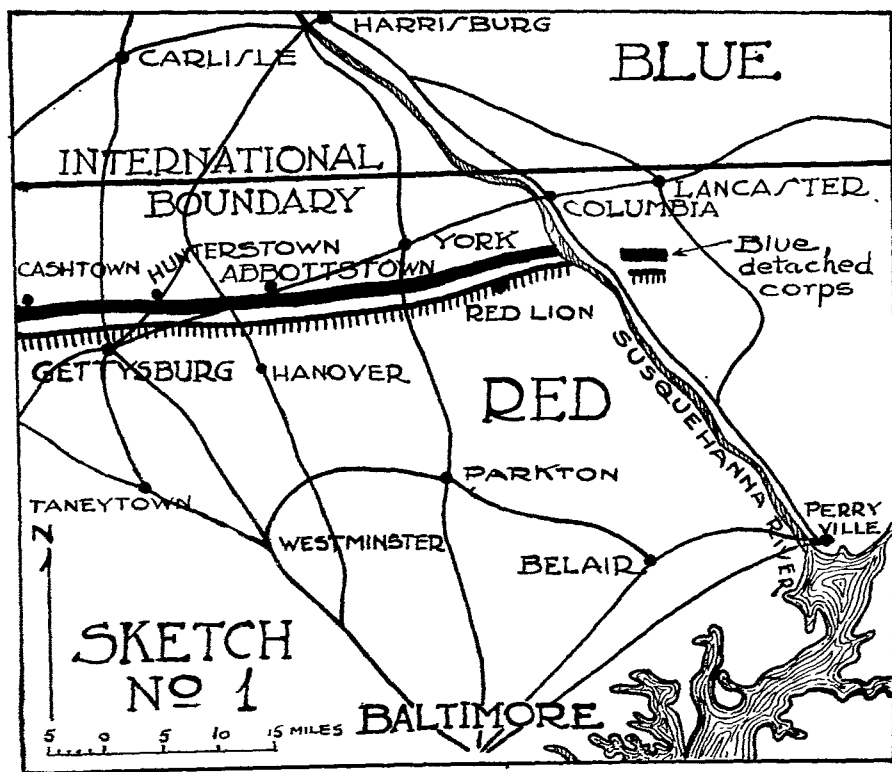 HARRISBURG
CARLISLE
BLUE
INTERNATIONAL
BOUNDARY
LANCASTER
COLUMBIA
YORK
HUNTERSTOWN
ABBOTTSTOWN
CASHTOWN
Blue
detached
corps
RED LION
GETTYSBURG
HANOVER
RED
SUSQUEHANNA RIVER
PARKTON
TANEYTOWN
WESTMINSTER
PERRY
VILLE
BELAIR
N
SKETCH
No 1
BALTIMORE
5 0 5 10 15 MILES